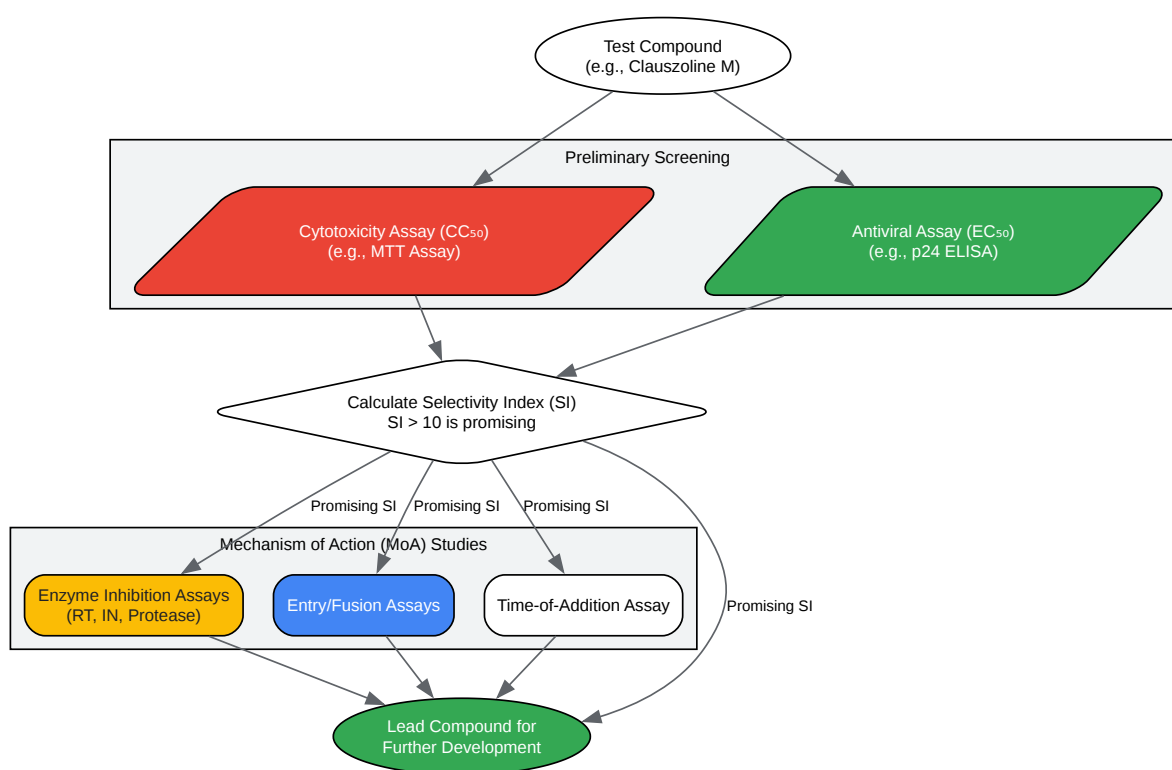 Test Compound
(e.g., Clauszoline M)
Preliminary Screening
Cytotoxicity Assay (CC₅₀)
(e.g., MTT Assay)
Antiviral Assay (EC₅₀)
(e.g., p24 ELISA)
Calculate Selectivity Index (SI)
SI > 10 is promising
Promising SI
Promising SI
Promising SI
Mechanism of Action (MoA) Studies
Enzyme Inhibition Assays
(RT, IN, Protease)
Entry/Fusion Assays
Time-of-Addition Assay
Promising SI
Lead Compound for
Further Development